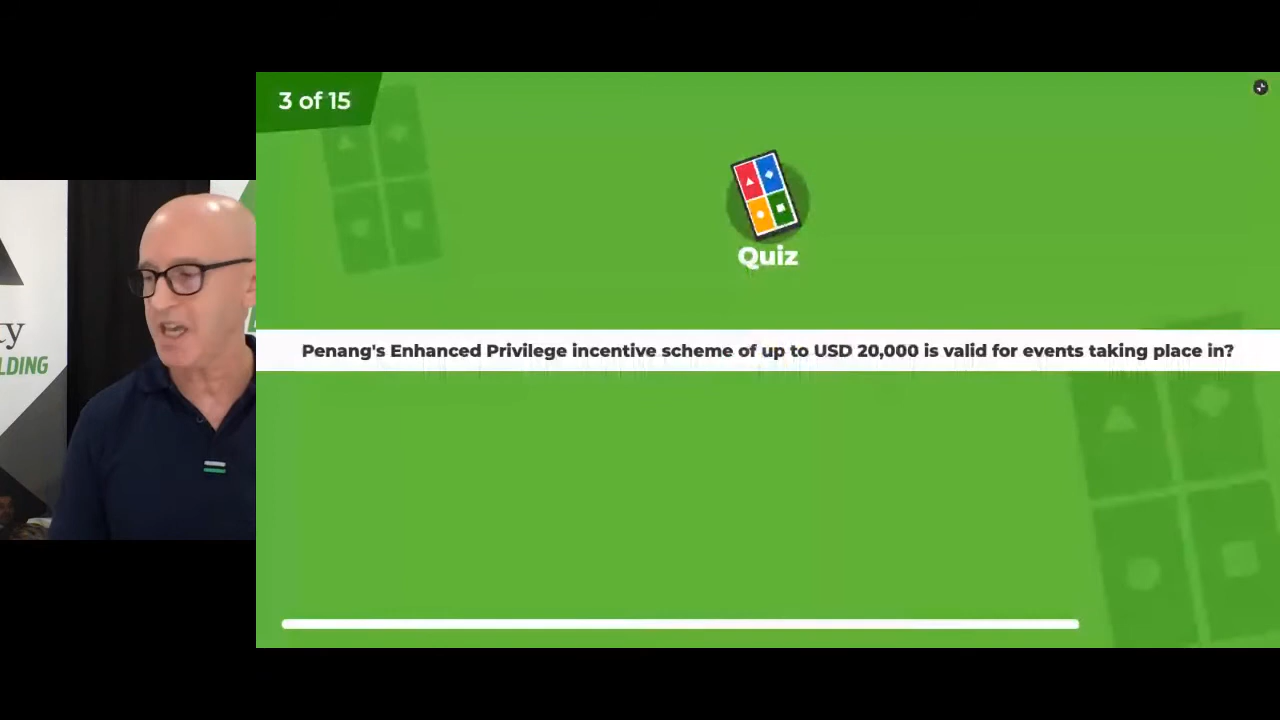 3 of 15
Quiz
Penang's Enhanced Privilege incentive scheme of up to USD 20,000 is valid for events taking place in?
ty
LDING